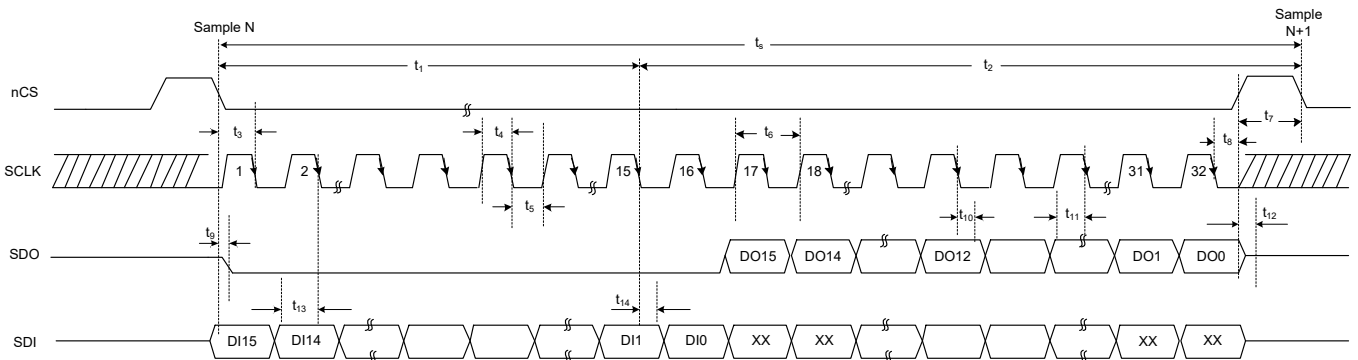 Sample N
Sample
N+1
ts
t1
t2
nCS
t3
t4
t6
t7
t8
SCLK
1
2
15
16
17
18
31
32
t5
t9
t10
t11
t12
SDO
DO15
DO14
DO12
DO1
DO0
t13
t14
SDI
DI15
DI14
DI1
DI0
XX
XX
XX
XX